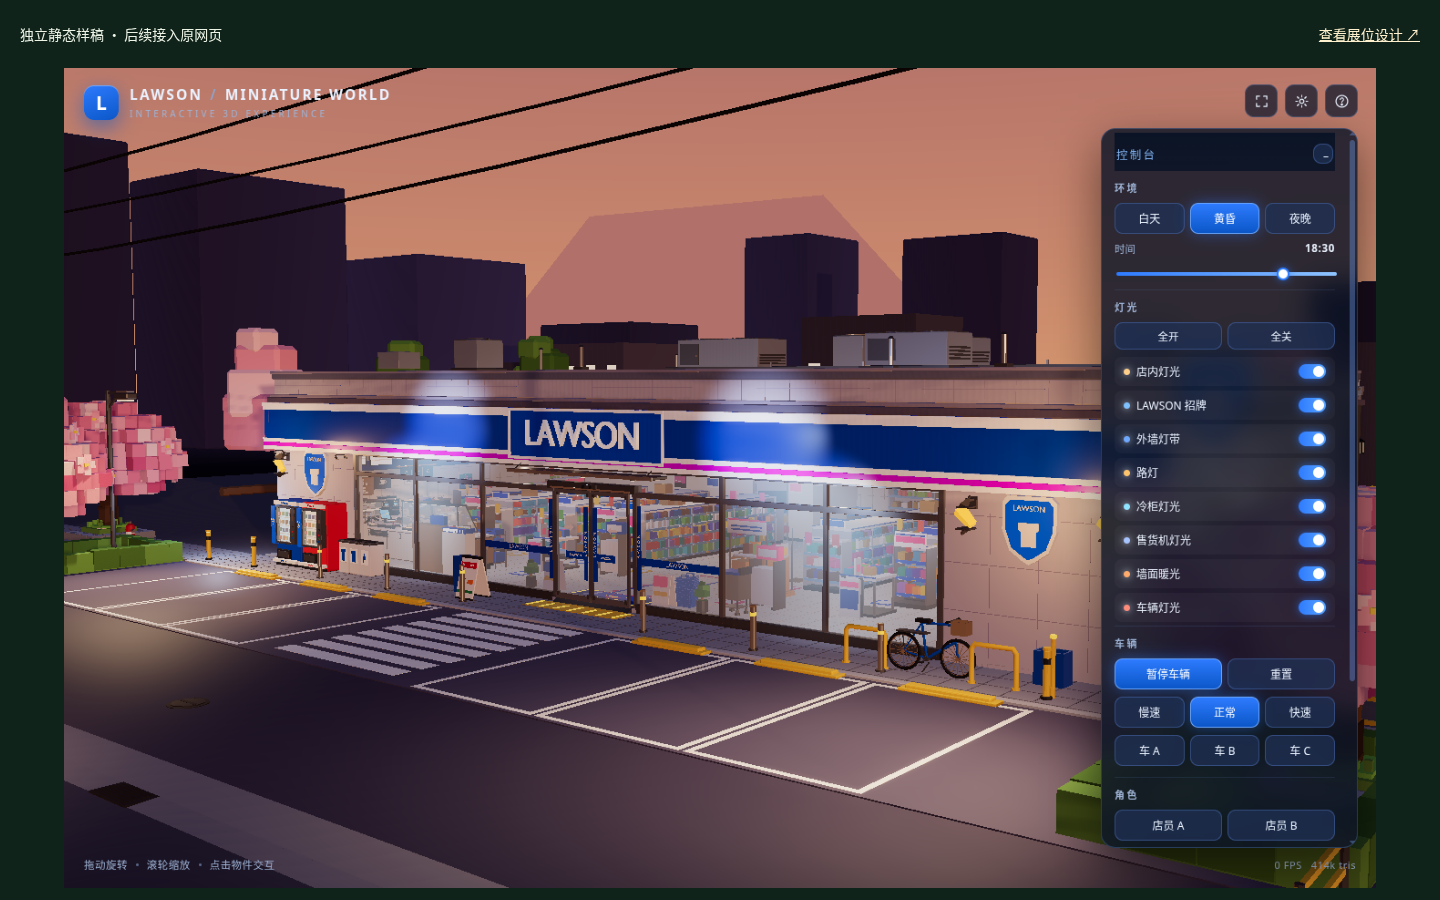 独立静态样稿 · 后续接入原网页
查看展位设计 ↗
L
LAWSON / MINIATURE WORLD
INTERACTIVE 3D EXPERIENCE
控制台
环境
白天
黄昏
夜晚
时间
18:30
灯光
全开
全关
店内灯光
LAWSON 招牌
外墙灯带
路灯
冷柜灯光
售货机灯光
墙面暖光
车辆灯光
车辆
暂停车辆
重置
慢速
正常
快速
车 A
车 B
车 C
角色
店员 A
店员 B
LAWSON
LAWSON
拖动旋转 · 滚轮缩放 · 点击物件交互
0 FPS 414k tris